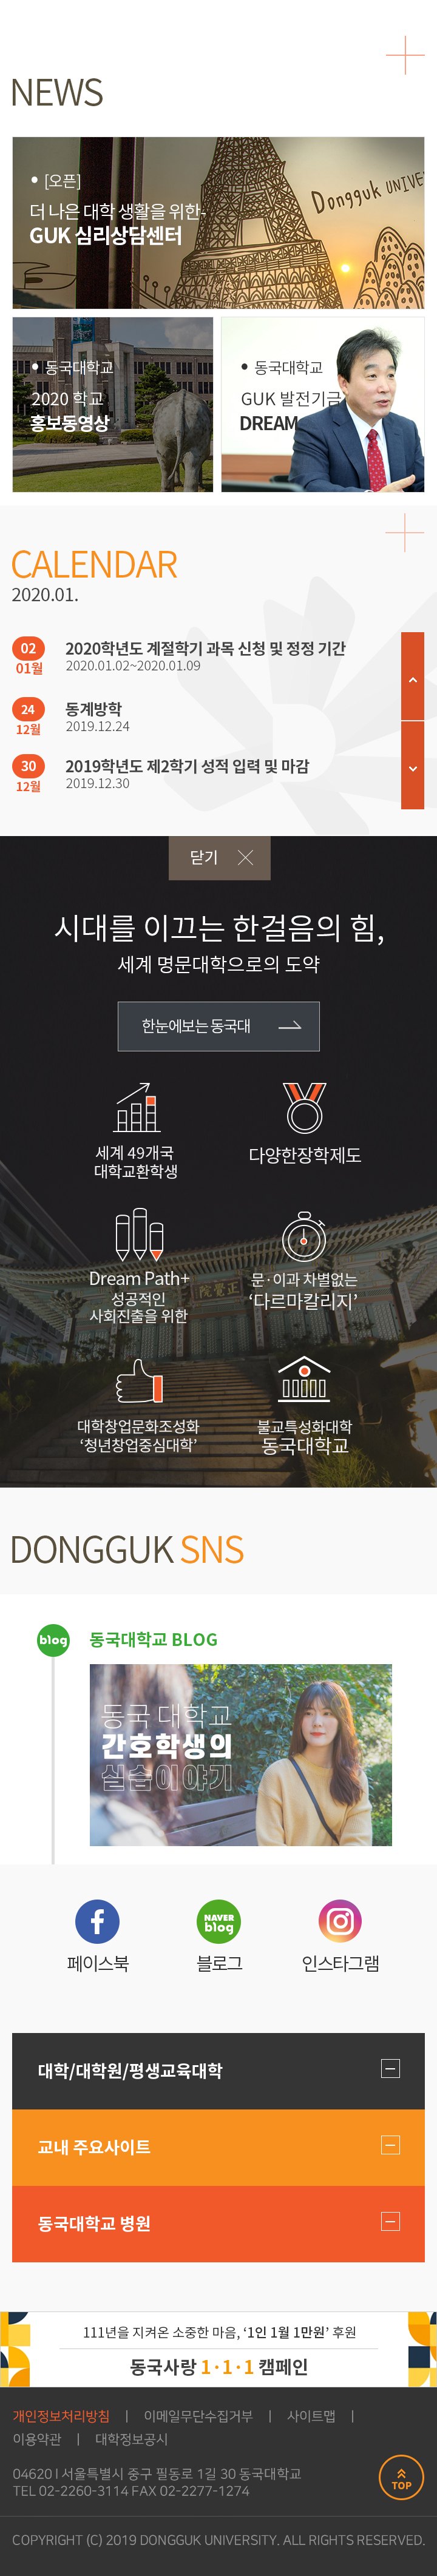 NEWS
Dongguk UNIVE
• [오픈]
더 나은 대학 생활을 위한-
GUK 심리상담센터
• 동국대학교
2020 학교
홍보동영상
• 동국대학교
GUK 발전기금
DREAM
CALENDAR
2020.01.
02
01월
2020학년도 계절학기 과목 신청 및 정정 기간
2020.01.02~2020.01.09
24
12월
동계방학
2019.12.24
30
12월
2019학년도 제2학기 성적 입력 및 마감
2019.12.30
닫기
시대를 이끄는 한걸음의 힘,
세계 명문대학으로의 도약
한눈에보는 동국대
세계 49개국
대학교환학생
다양한장학제도
Dream Path+
성공적인
사회진출을 위한
문·이과 차별없는
‘다르마칼리지’
대학창업문화조성화
‘청년창업중심대학’
불교특성화대학
동국대학교
DONGGUK SNS
blog
동국대학교 BLOG
동국 대학교
간호학생의
실습이야기
NAVER
blog
페이스북
블로그
인스타그램
대학/대학원/평생교육대학
교내 주요사이트
동국대학교 병원
111년을 지켜온 소중한 마음, ‘1인 1월 1만원’ 후원
동국사랑 1·1·1 캠페인
개인정보처리방침 | 이메일무단수집거부 | 사이트맵 |
이용약관 | 대학정보공시
04620 I 서울특별시 중구 필동로 1길 30 동국대학교
TEL 02-2260-3114 FAX 02-2277-1274
TOP
COPYRIGHT (C) 2019 DONGGUK UNIVERSITY. ALL RIGHTS RESERVED.